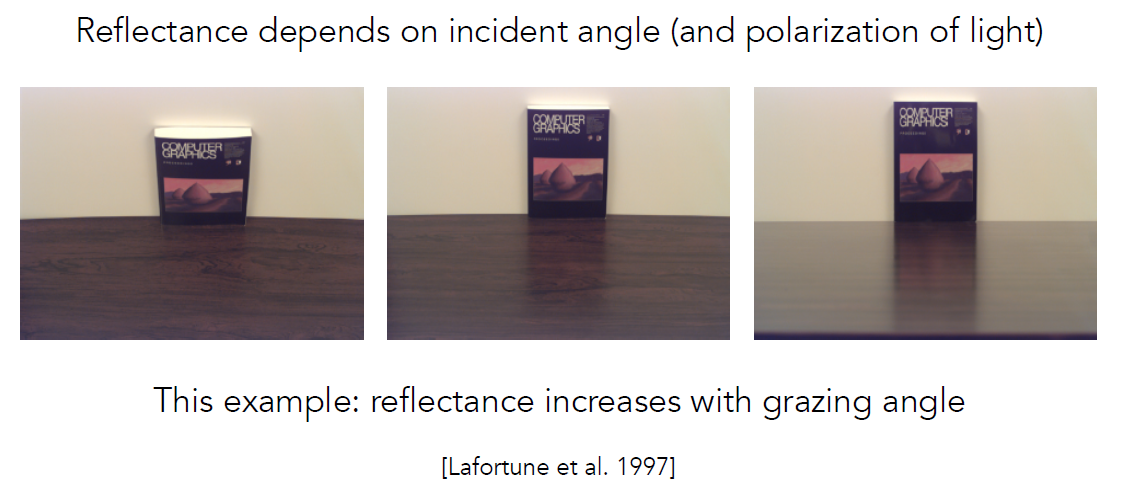 Reflectance depends on incident angle (and polarization of light)
COMPUTER
GRAPHICS
COMPUTER
GRAPHICS
COMPUTER
GRAPHICS
This example: reflectance increases with grazing angle
[Lafortune et al. 1997]